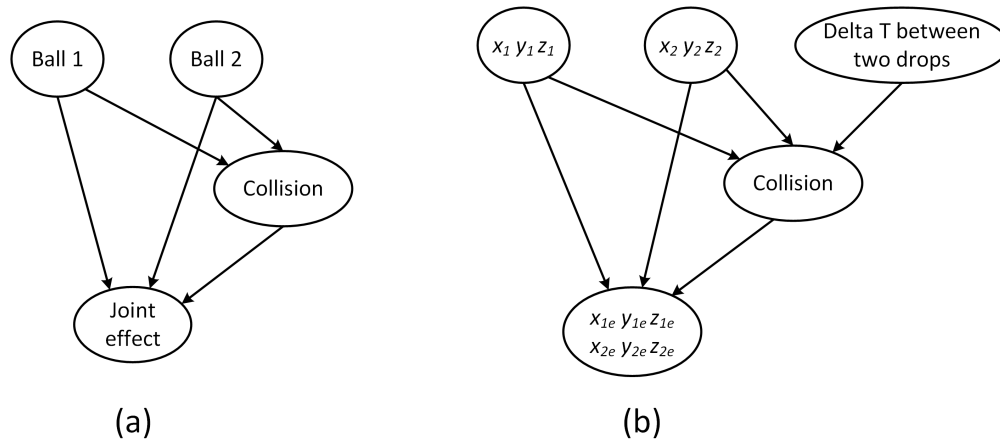 Ball 1
Ball 2
Collision
Joint
effect
(a)
x₁ y₁ z₁
x₂ y₂ z₂
Delta T between
two drops
Collision
x₁ₑ y₁ₑ z₁ₑ
x₂ₑ y₂ₑ z₂ₑ
(b)